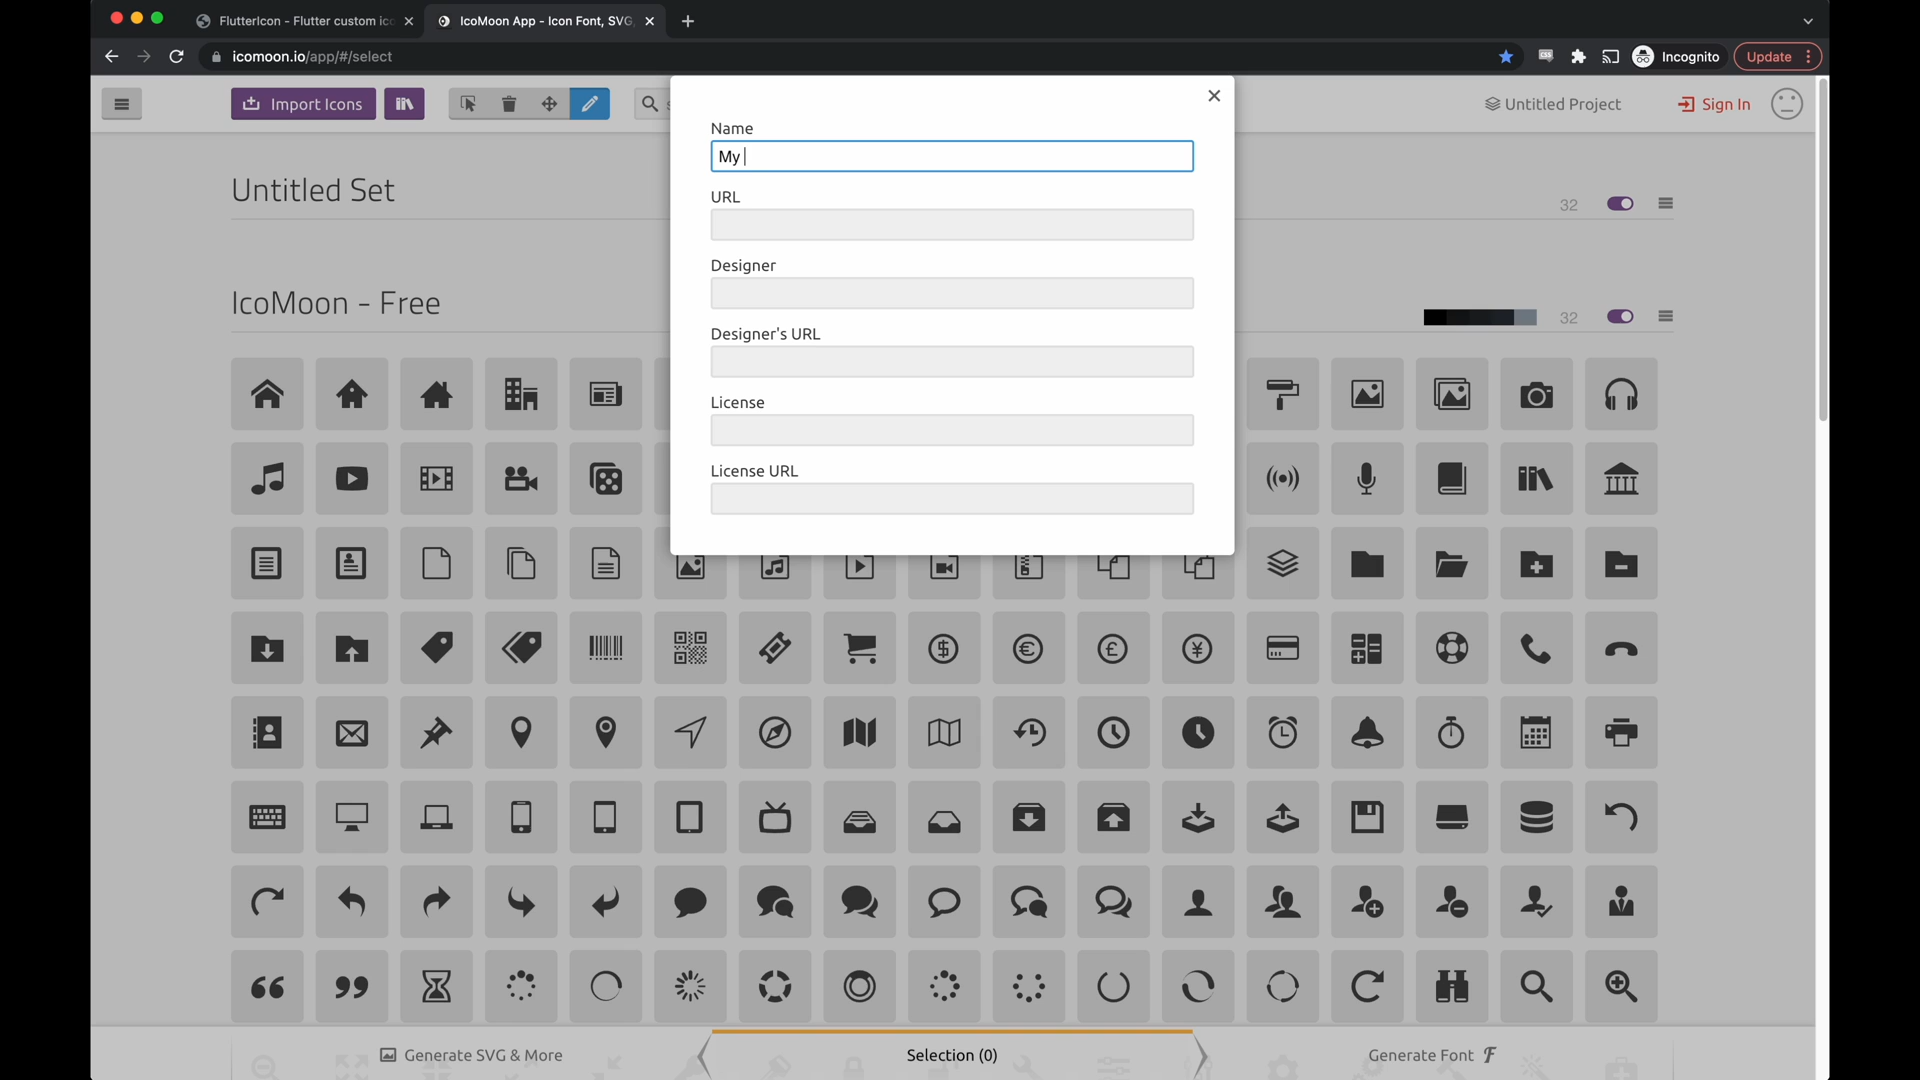 FlutterIcon - Flutter custom ico
IcoMoon App - Icon Font, SVG,
icomoon.io/app/#/select
CSS
Incognito
Update
Import Icons
Untitled Project
Sign In
Name
My
Untitled Set
32
URL
Designer
IcoMoon - Free
32
Designer's URL
License
License URL
Generate SVG & More
Selection (0)
Generate Font